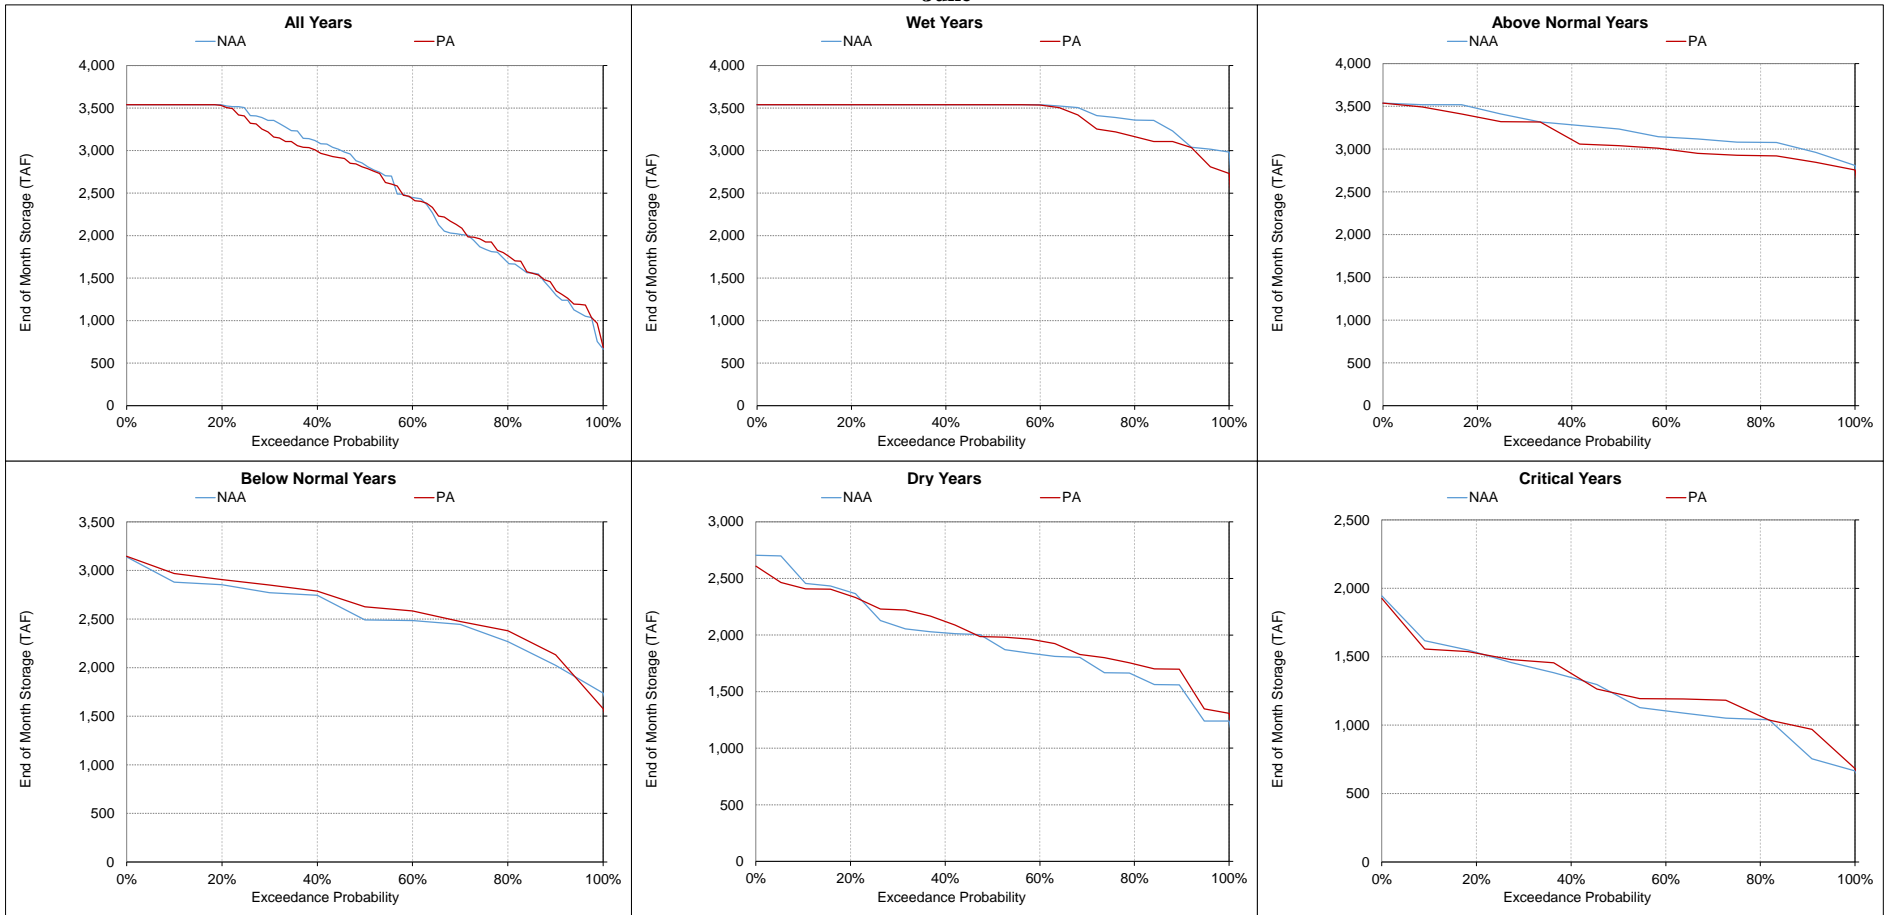 All Years
NAA PA
4,000
3,500
3,000
2,500
2,000
1,500
1,000
500
0
End of Month Storage (TAF)
0% 20% 40% 60% 80% 100%
Exceedance Probability
Wet Years
NAA PA
4,000
3,500
3,000
2,500
2,000
1,500
1,000
500
0
End of Month Storage (TAF)
0% 20% 40% 60% 80% 100%
Exceedance Probability
Above Normal Years
NAA PA
4,000
3,500
3,000
2,500
2,000
1,500
1,000
500
0
End of Month Storage (TAF)
0% 20% 40% 60% 80% 100%
Exceedance Probability
Below Normal Years
NAA PA
3,500
3,000
2,500
2,000
1,500
1,000
500
0
End of Month Storage (TAF)
0% 20% 40% 60% 80% 100%
Exceedance Probability
Dry Years
NAA PA
3,000
2,500
2,000
1,500
1,000
500
0
End of Month Storage (TAF)
0% 20% 40% 60% 80% 100%
Exceedance Probability
Critical Years
NAA PA
2,500
2,000
1,500
1,000
500
0
End of Month Storage (TAF)
0% 20% 40% 60% 80% 100%
Exceedance Probability